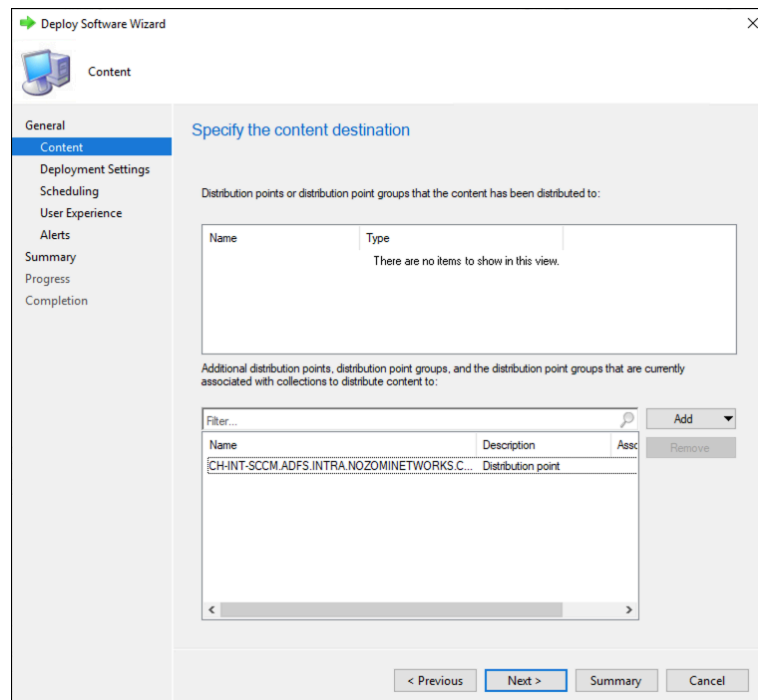 Deploy Software Wizard
Content
General
Content
Deployment Settings
Scheduling
User Experience
Alerts
Summary
Progress
Completion
Specify the content destination
Distribution points or distribution point groups that the content has been distributed to:
Name Type
There are no items to show in this view.
Additional distribution points, distribution point groups, and the distribution point groups that are currently
associated with collections to distribute content to:
Filter...
Add
Remove
Name Description Assc
CH-INT-SCCM.ADFS.INTRA.NOZOMINETWORKS.C... Distribution point
< Previous Next > Summary Cancel